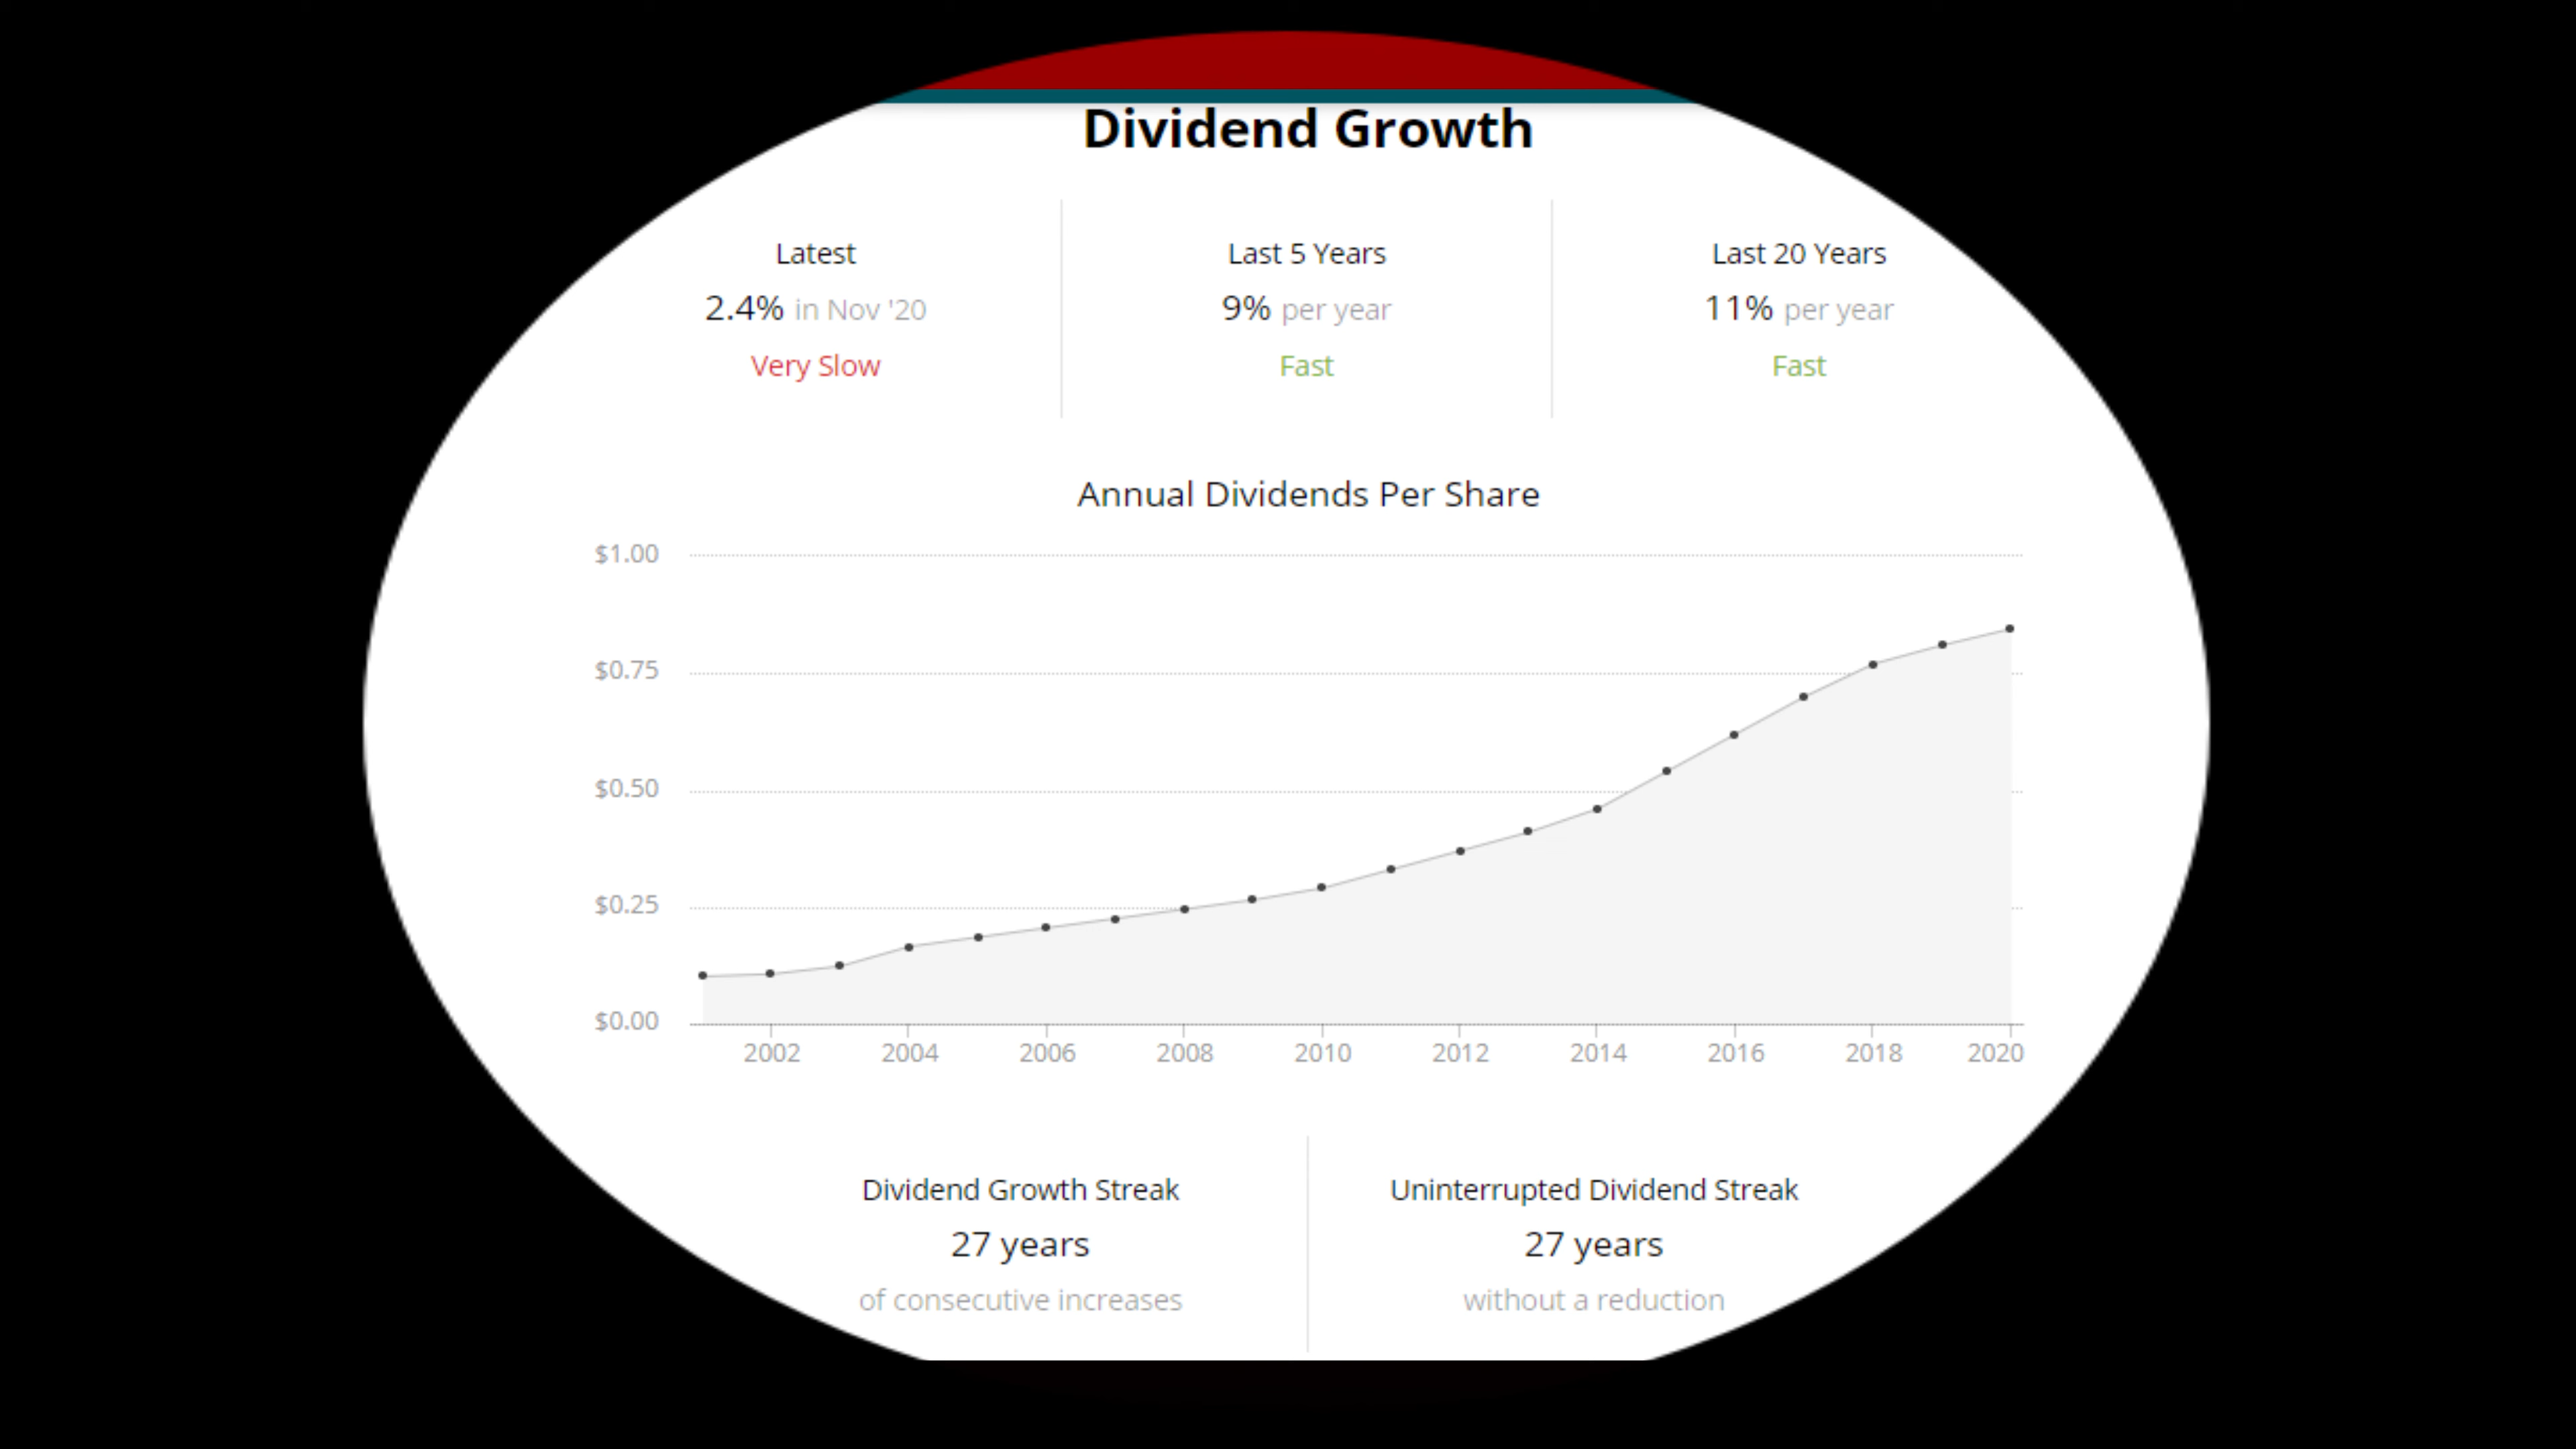 Dividend Growth
Latest
2.4% in Nov '20
Very Slow
Last 5 Years
9% per year
Fast
Last 20 Years
11% per year
Fast
Annual Dividends Per Share
$1.00
$0.75
$0.50
$0.25
$0.00
2002 2004 2006 2008 2010 2012 2014 2016 2018 2020
Dividend Growth Streak
27 years
of consecutive increases
Uninterrupted Dividend Streak
27 years
without a reduction